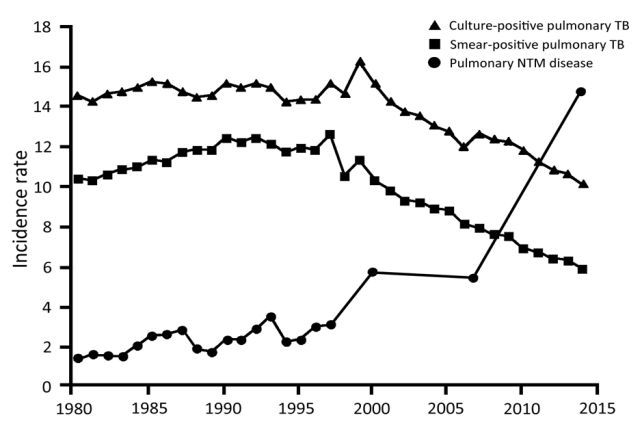 18
16
14
12
10
8
6
4
2
0
Incidence rate
Culture-positive pulmonary TB
Smear-positive pulmonary TB
Pulmonary NTM disease
1980 1985 1990 1995 2000 2005 2010 2015